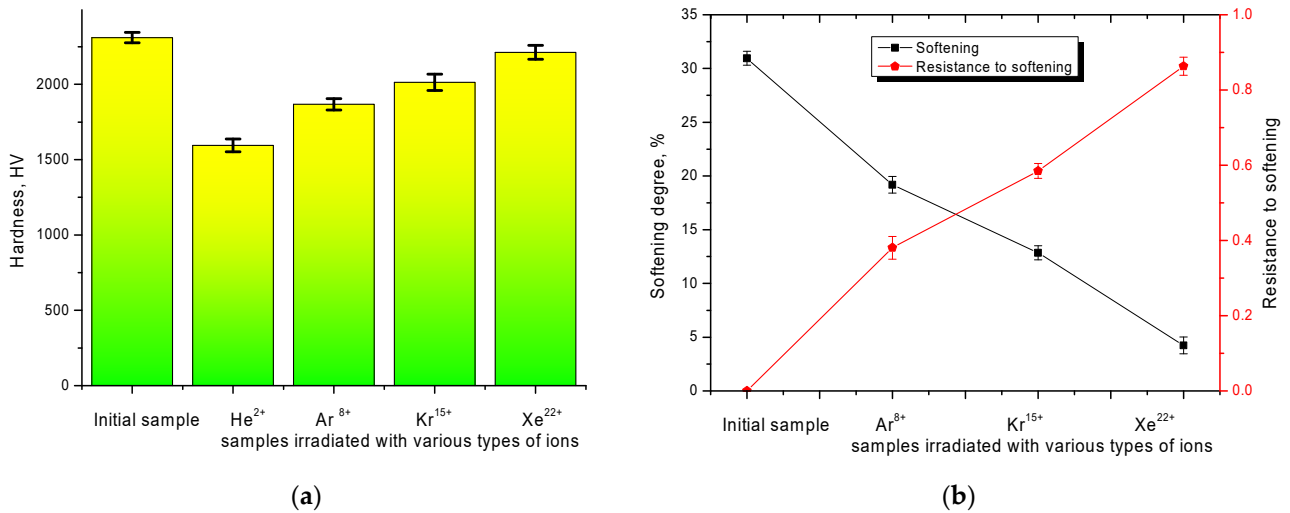 2000
1500
1000
500
0
Hardness, HV
Initial sample
He2+
Ar 8+
Kr15+
Xe22+
samples irradiated with various types of ions
(a)
35
30
25
20
15
10
5
0
Softening degree, %
Softening
Resistance to softening
1.0
0.8
0.6
0.4
0.2
0.0
Resistance to softening
Initial sample
Ar8+
Kr15+
Xe22+
samples irradiated with various types of ions
(b)